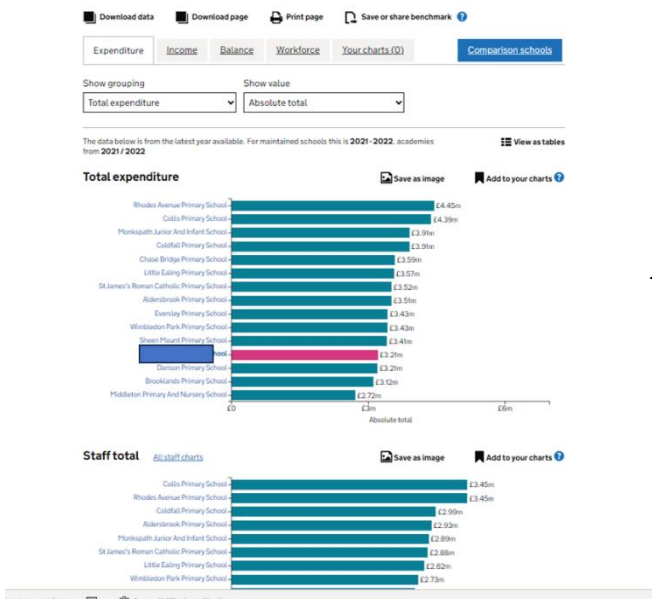 Download data Download page Print page Save or share benchmark ?
Expenditure Income Balance Workforce Your charts (0) Comparison schools
Show grouping Show value
Total expenditure Absolute total
The data below is from the latest year available. For maintained schools this is 2021 - 2022, academies View as tables
from 2021 / 2022
Total expenditure Save as image Add to your charts ?
Rhodes Avenue Primary School £4.45m
Collis Primary School £4.39m
Monkspath Junior And Infant School £3.91m
Coldfall Primary School £3.91m
Chase Bridge Primary School £3.59m
Little Ealing Primary School £3.57m
St James's Roman Catholic Primary School £3.52m
Aldersbrook Primary School £3.51m
Eversley Primary School £3.43m
Wimbledon Park Primary School £3.43m
Sheen Mount Primary School £3.41m
hool £3.21m
Danson Primary School £3.21m
Brooklands Primary School £3.12m
Middleton Primary And Nursery School £2.72m
£0 £3m £6m
Absolute total
Staff total All staff charts Save as image Add to your charts ?
Collis Primary School £3.45m
Rhodes Avenue Primary School £3.45m
Coldfall Primary School £2.99m
Aldersbrook Primary School £2.93m
Monkspath Junior And Infant School £2.89m
St James's Roman Catholic Primary School £2.88m
Little Ealing Primary School £2.82m
Wimbledon Park Primary School £2.73m